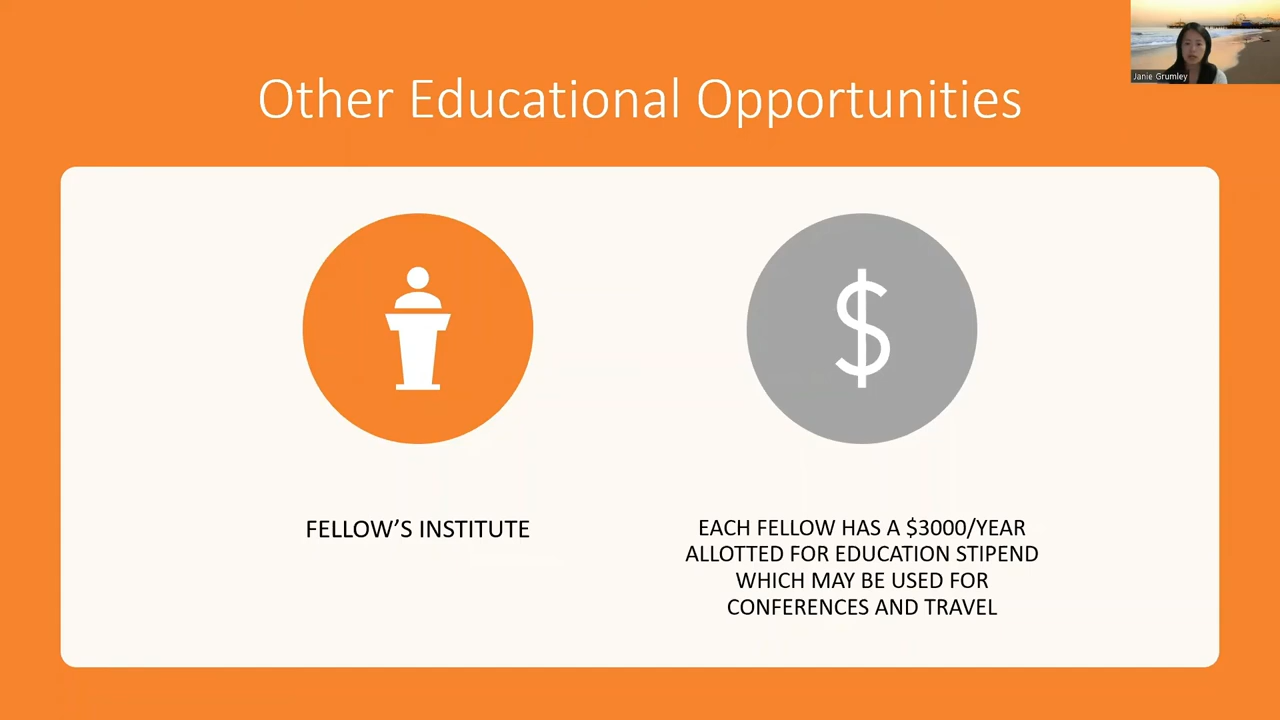 Other Educational Opportunities
Janie Grumley
$
FELLOW’S INSTITUTE
EACH FELLOW HAS A $3000/YEAR
ALLOTTED FOR EDUCATION STIPEND
WHICH MAY BE USED FOR
CONFERENCES AND TRAVEL